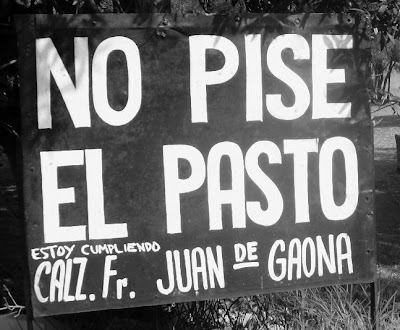 NO PISE
EL PASTO
ESTOY CUMPLIENDO
CALZ. Fr. JUAN DE GAONA